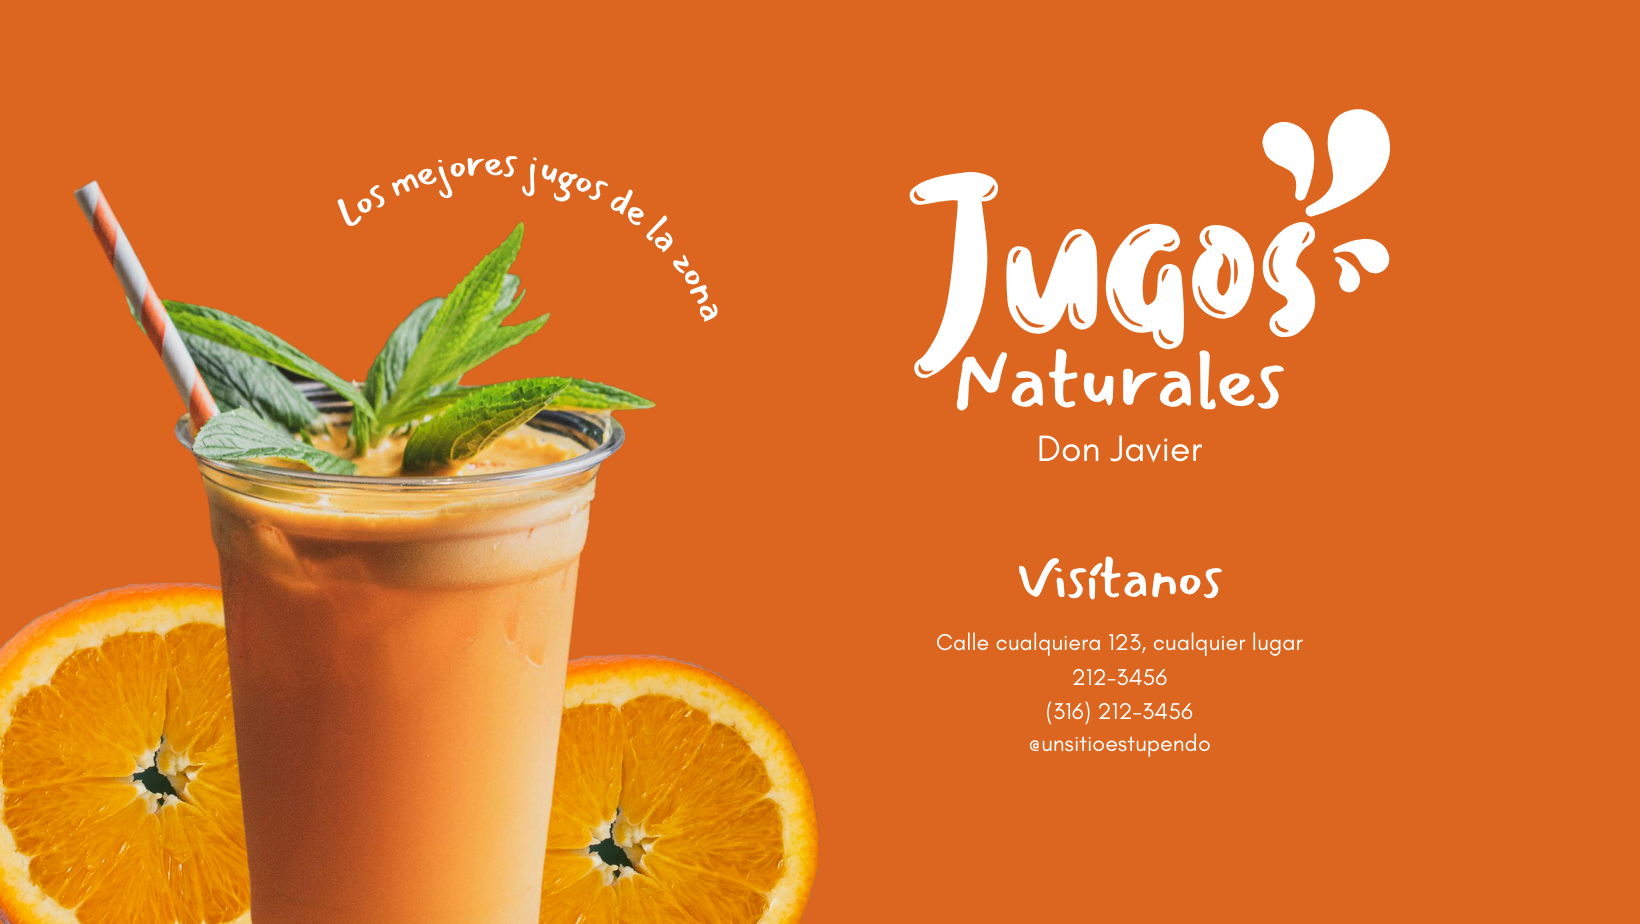 Los mejores jugos de la zona
Jugos
Naturales
Don Javier
Visítanos
Calle cualquiera 123, cualquier lugar
212-3456
(316) 212-3456
@unsitioestupendo